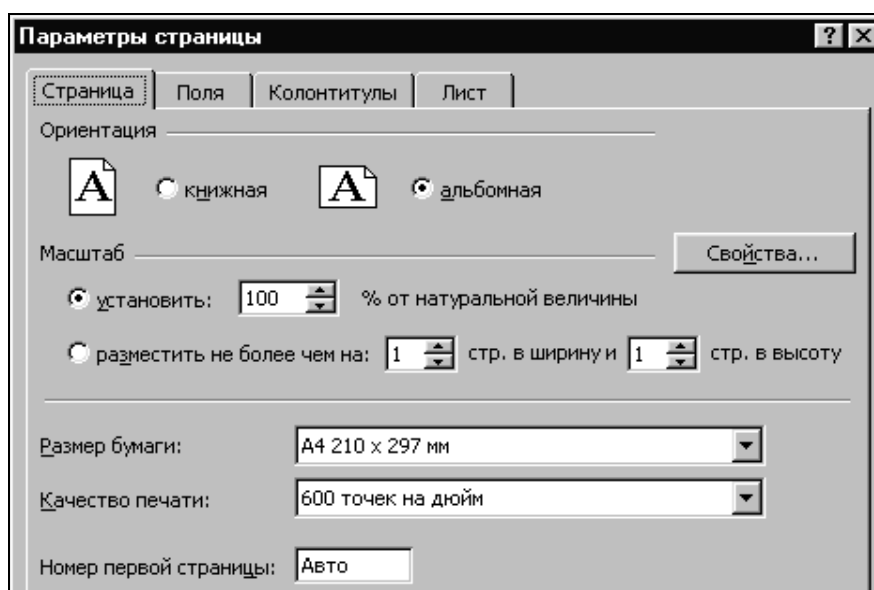 Параметры страницы
Страница Поля Колонтитулы Лист
Ориентация
A книжная A альбомная
Масштаб Свойства...
установить: 100 % от натуральной величины
разместить не более чем на: 1 стр. в ширину и 1 стр. в высоту
Размер бумаги: A4 210 x 297 мм
Качество печати: 600 точек на дюйм
Номер первой страницы: Авто